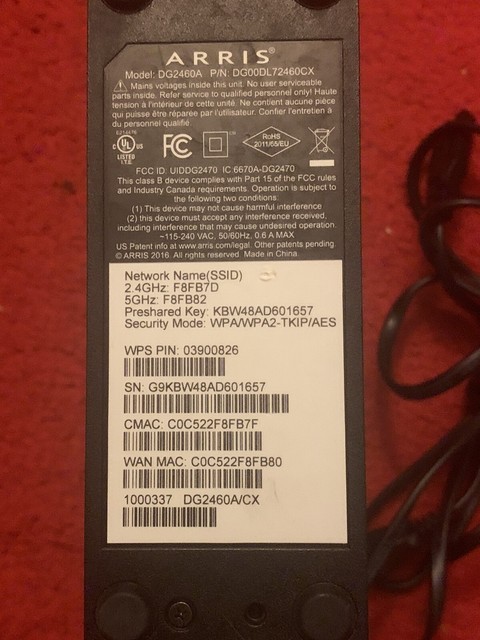 ARRIS®
Model: DG2460A P/N: DG00DL72460CX
Mains voltages inside this unit. No user serviceable
parts inside. Refer service to qualified personnel only! Haute
tension à l'intérieur de cette unité. Ne contient aucune pièce
qui puisse être réparée par l'utilisateur. Confier l'entretien à
du personnel qualifié
C UL US
LISTED
I.T.E.
FC
RoHS
2011/65/EU
FCC ID: UIDDG2470 IC:6670A-DG2470
This class B device complies with Part 15 of the FCC rules
and Industry Canada requirements. Operation is subject to
the following two conditions:
(1) This device may not cause harmful interference
(2) this device must accept any interference received,
including interference that may cause undesired operation.
~115-240 VAC, 50/60Hz, 0.6 A MAX
US Patent info at www.arris.com/legal. Other patents pending.
© ARRIS 2016. All rights reserved. Made in China
Network Name(SSID)
2.4GHz: F8FB7D
5GHz: F8FB82
Preshared Key: KBW48AD601657
Security Mode: WPA/WPA2-TKIP/AES
WPS PIN: 03900826
SN: G9KBW48AD601657
CMAC: C0C522F8FB7F
WAN MAC: C0C522F8FB80
1000337 DG2460A/CX